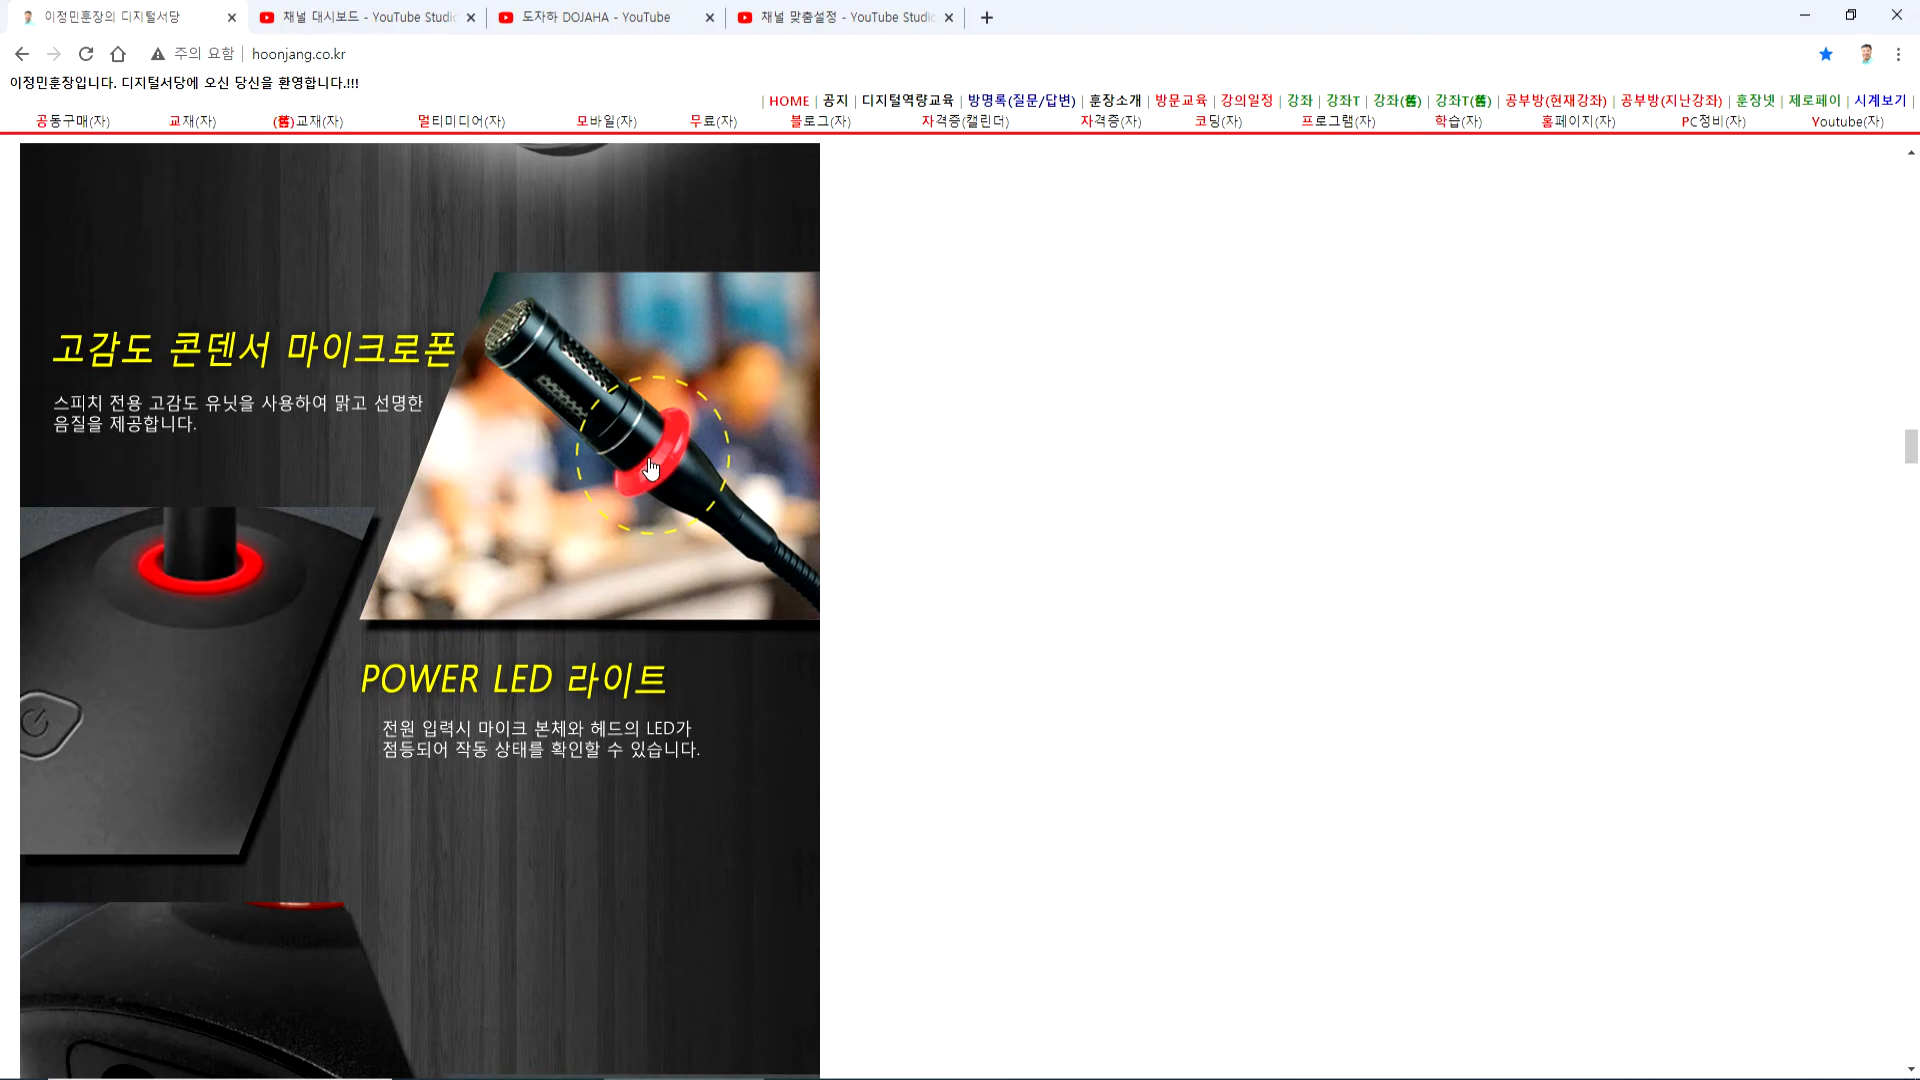 이정민훈장의 디지털서당
채널 대시보드 - YouTube Studio
도자하 DOJAHA - YouTube
채널 맞춤설정 - YouTube Studio
주의 요함 | hoonjang.co.kr
이정민훈장입니다. 디지털서당에 오신 당신을 환영합니다.!!!
| HOME | 공지 | 디지털역량교육 | 방명록(질문/답변) | 훈장소개 | 방문교육 | 강의일정 | 강좌 | 강좌T | 강좌(舊) | 강좌T(舊) | 공부방(현재강좌) | 공부방(지난강좌) | 훈장넷 | 제로페이 | 시계보기 |
공동구매(자) 교재(자) (舊)교재(자) 멀티미디어(자) 모바일(자) 무료(자) 블로그(자) 자격증(캘린더) 자격증(자) 코딩(자) 프로그램(자) 학습(자) 홈페이지(자) PC정비(자) Youtube(자)
고감도 콘덴서 마이크로폰
스피치 전용 고감도 유닛을 사용하여 맑고 선명한
음질을 제공합니다.
POWER LED 라이트
전원 입력시 마이크 본체와 헤드의 LED가
점등되어 작동 상태를 확인할 수 있습니다.